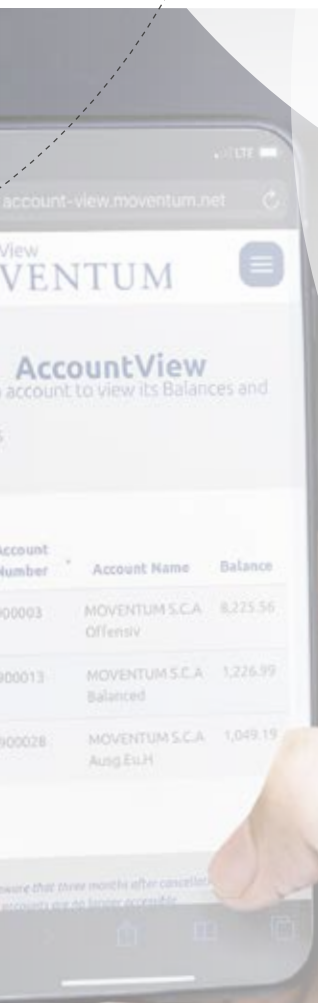 LTE
account-view.moventum.net
View
VENTUM
AccountView
account to view its Balances and
Account
Number
Account Name
Balance
900003
MOVENTUM S.C.A
8,225.56
Offensiv
900013
MOVENTUM S.C.A
1,226.99
Balanced
900028
MOVENTUM S.C.A
1,049.19
Ausg.Eu.H
aware that three months after cancellat
accounts are no longer accessible